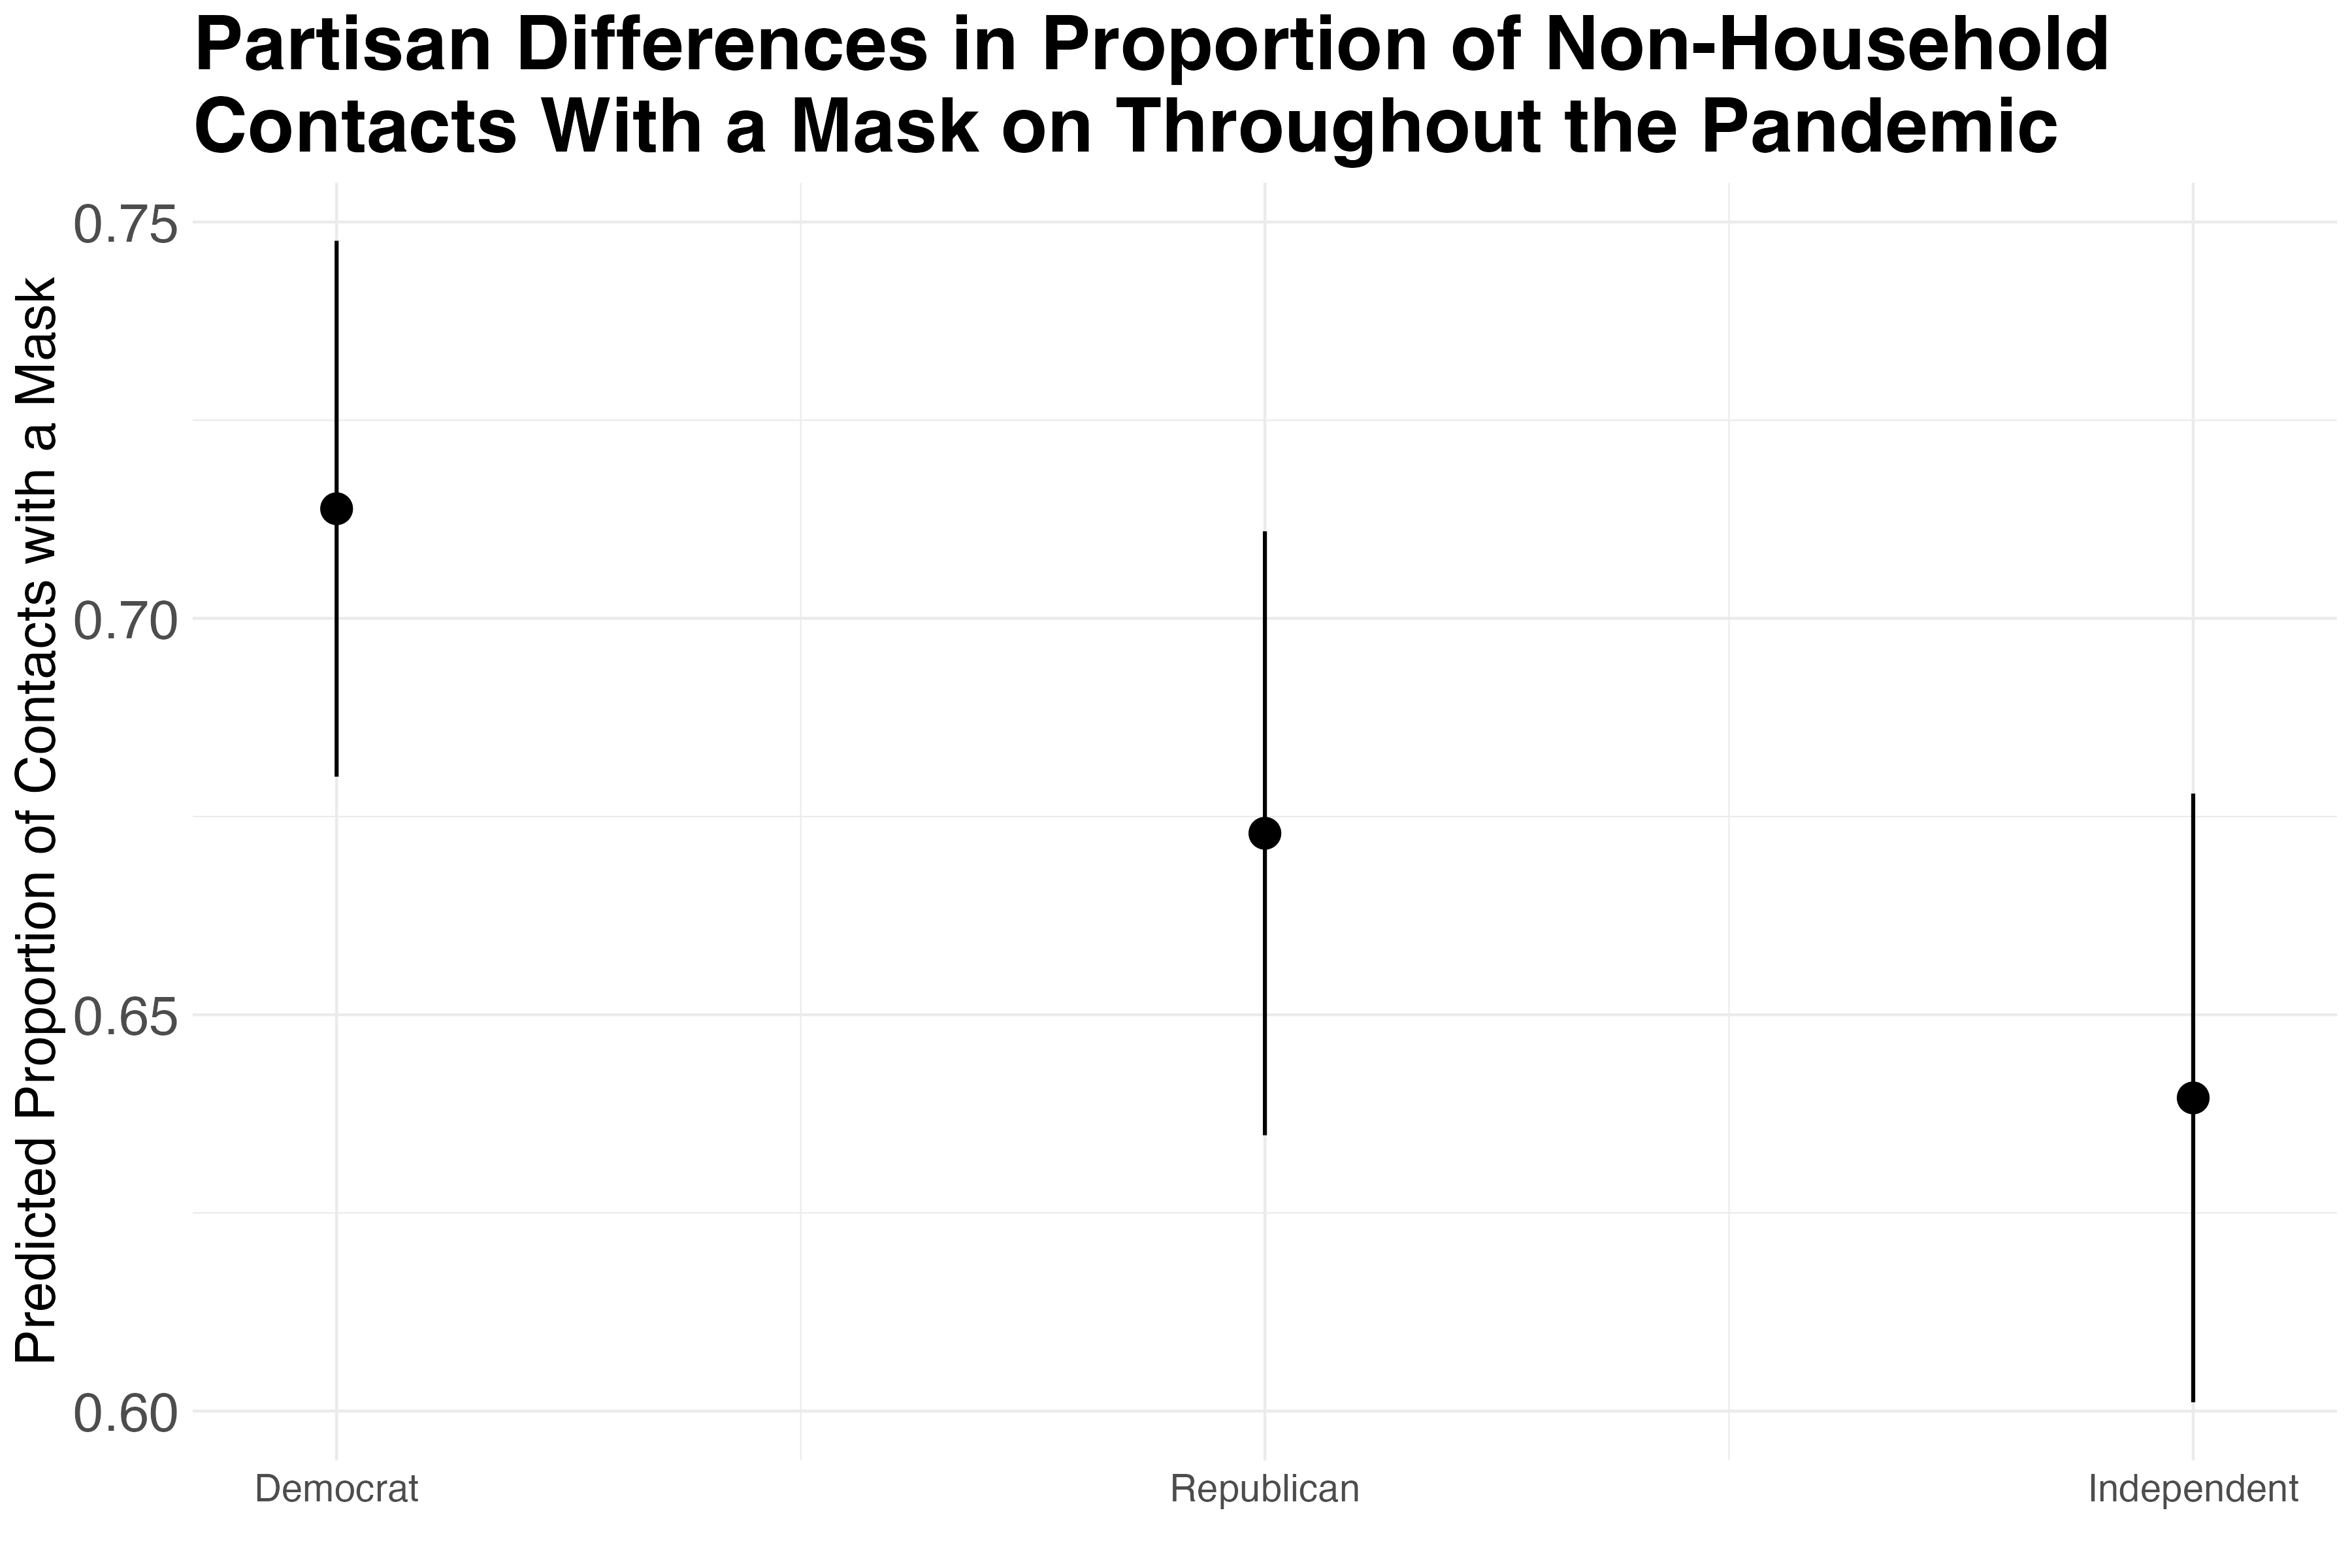 Partisan Differences in Proportion of Non-Household
Contacts With a Mask on Throughout the Pandemic
Predicted Proportion of Contacts with a Mask
0.75
0.70
0.65
0.60
Democrat
Republican
Independent